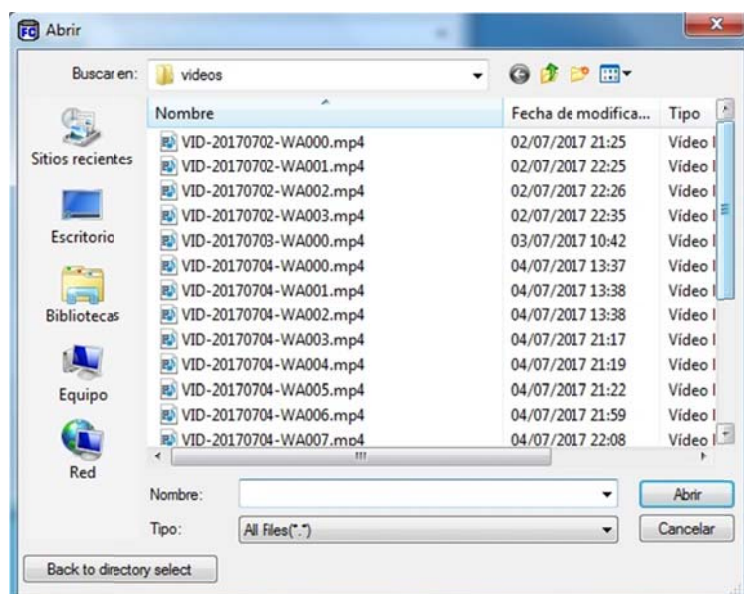 FC Abrir
Buscar en: videos
Nombre Fecha de modifica... Tipo
VID-20170702-WA000.mp4 02/07/2017 21:25 Vídeo
VID-20170702-WA001.mp4 02/07/2017 22:25 Vídeo
VID-20170702-WA002.mp4 02/07/2017 22:26 Vídeo
VID-20170702-WA003.mp4 02/07/2017 22:35 Vídeo
VID-20170703-WA000.mp4 03/07/2017 10:42 Vídeo
VID-20170704-WA000.mp4 04/07/2017 13:37 Vídeo
VID-20170704-WA001.mp4 04/07/2017 13:38 Vídeo
VID-20170704-WA002.mp4 04/07/2017 13:38 Vídeo
VID-20170704-WA003.mp4 04/07/2017 21:17 Vídeo
VID-20170704-WA004.mp4 04/07/2017 21:19 Vídeo
VID-20170704-WA005.mp4 04/07/2017 21:22 Vídeo
VID-20170704-WA006.mp4 04/07/2017 21:59 Vídeo
VID-20170704-WA007.mp4 04/07/2017 22:08 Vídeo
Sitios recientes
Escritorio
Bibliotecas
Equipo
Red
Nombre: Abrir
Tipo: All Files(*.*) Cancelar
Back to directory select